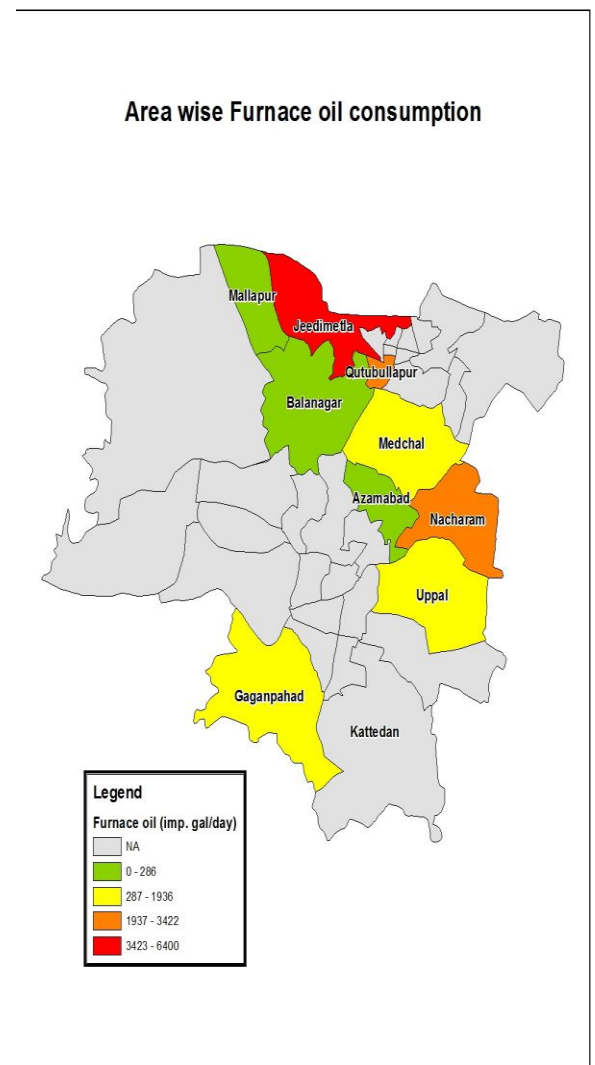 Area wise Furnace oil consumption
Mallapur
Jeedimetla
Qutubullapur
Balanagar
Medchal
Azamabad
Nacharam
Uppal
Gaganpahad
Kattedan
Legend
Furnace oil (imp. gal/day)
NA
0 - 286
287 - 1936
1937 - 3422
3423 - 6400